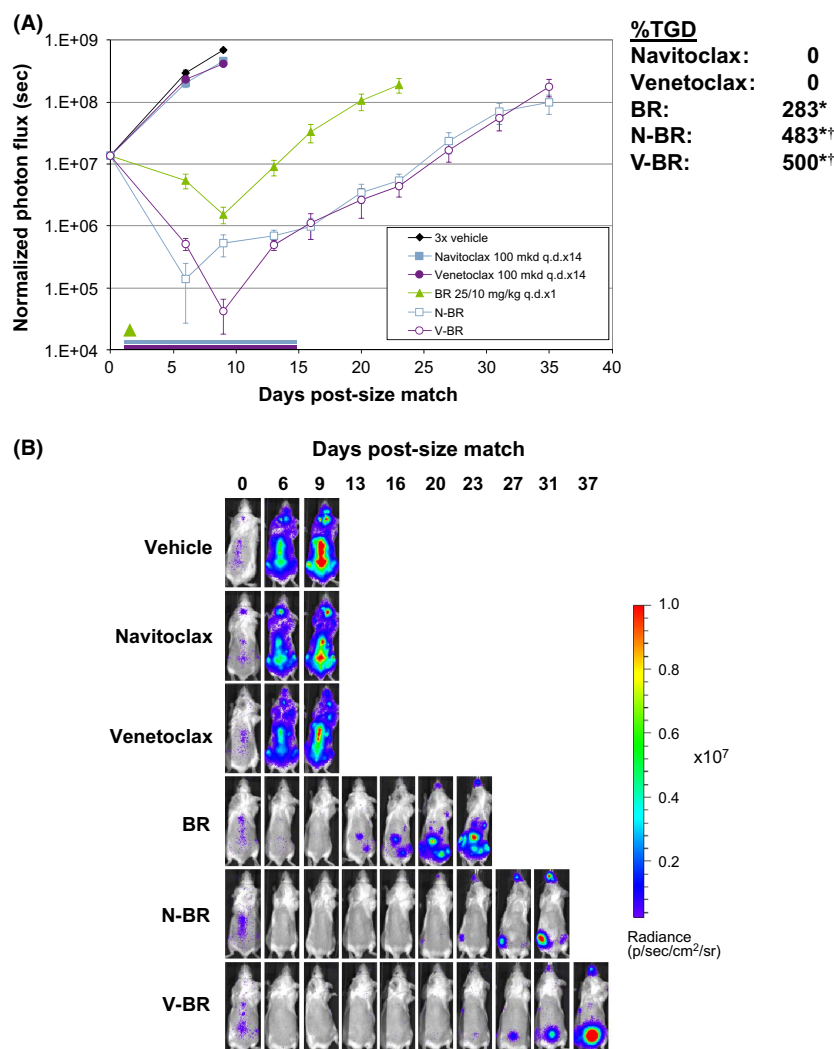 (A)
Normalized photon flux (sec)
1.E+09
1.E+08
1.E+07
1.E+06
1.E+05
1.E+04
0 5 10 15 20 25 30 35 40
Days post-size match
3x vehicle
Navitoclax 100 mkd q.d.x14
Venetoclax 100 mkd q.d.x14
BR 25/10 mg/kg q.d.x1
N-BR
V-BR
%TGD
Navitoclax: 0
Venetoclax: 0
BR: 283*
N-BR: 483*†
V-BR: 500*†
(B)
Days post-size match
0 6 9 13 16 20 23 27 31 37
Vehicle
Navitoclax
Venetoclax
BR
N-BR
V-BR
1.0
0.8
0.6
x10⁷
0.4
0.2
Radiance
(p/sec/cm²/sr)